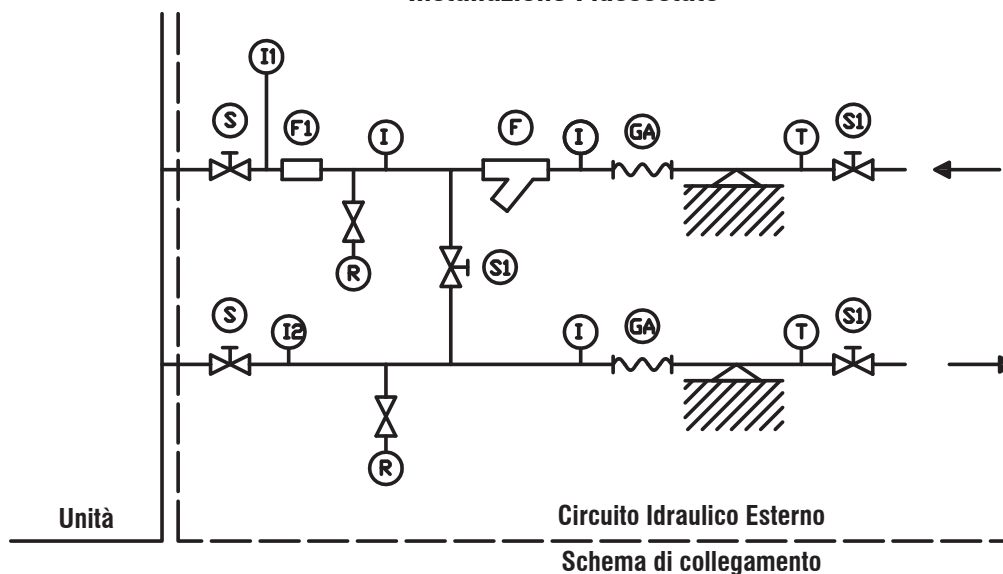 I1
S
F1
I
F
I
GA
T
S1
R
S1
S
I2
I
GA
T
S1
R
Unità
Circuito Idraulico Esterno
Schema di collegamento